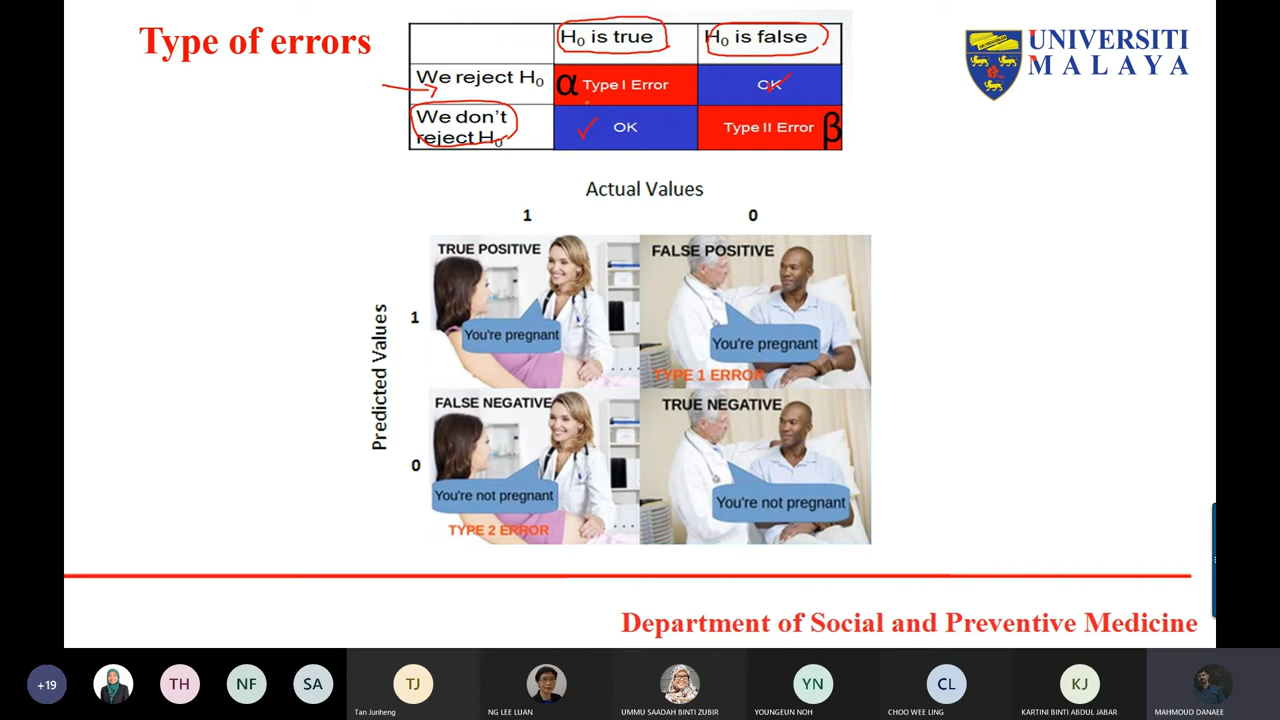 Type of errors
H₀ is true
H₀ is false
We reject H₀
α Type I Error
OK
We don't
reject H₀
OK
Type II Error β
UNIVERSITI
MALAYA
Actual Values
1
0
Predicted Values
1
TRUE POSITIVE
You're pregnant
FALSE POSITIVE
You're pregnant
TYPE 1 ERROR
0
FALSE NEGATIVE
You're not pregnant
TYPE 2 ERROR
TRUE NEGATIVE
You're not pregnant
Department of Social and Preventive Medicine
+19
TH
NF
SA
TJ
Tan Junheng
NG LEE LUAN
UMMU SAADAH BINTI ZUBIR
YN
YOUNGEUN NOH
CL
CHOO WEE LING
KJ
KARTINI BINTI ABDUL JABAR
MAHMOUD DANAEE